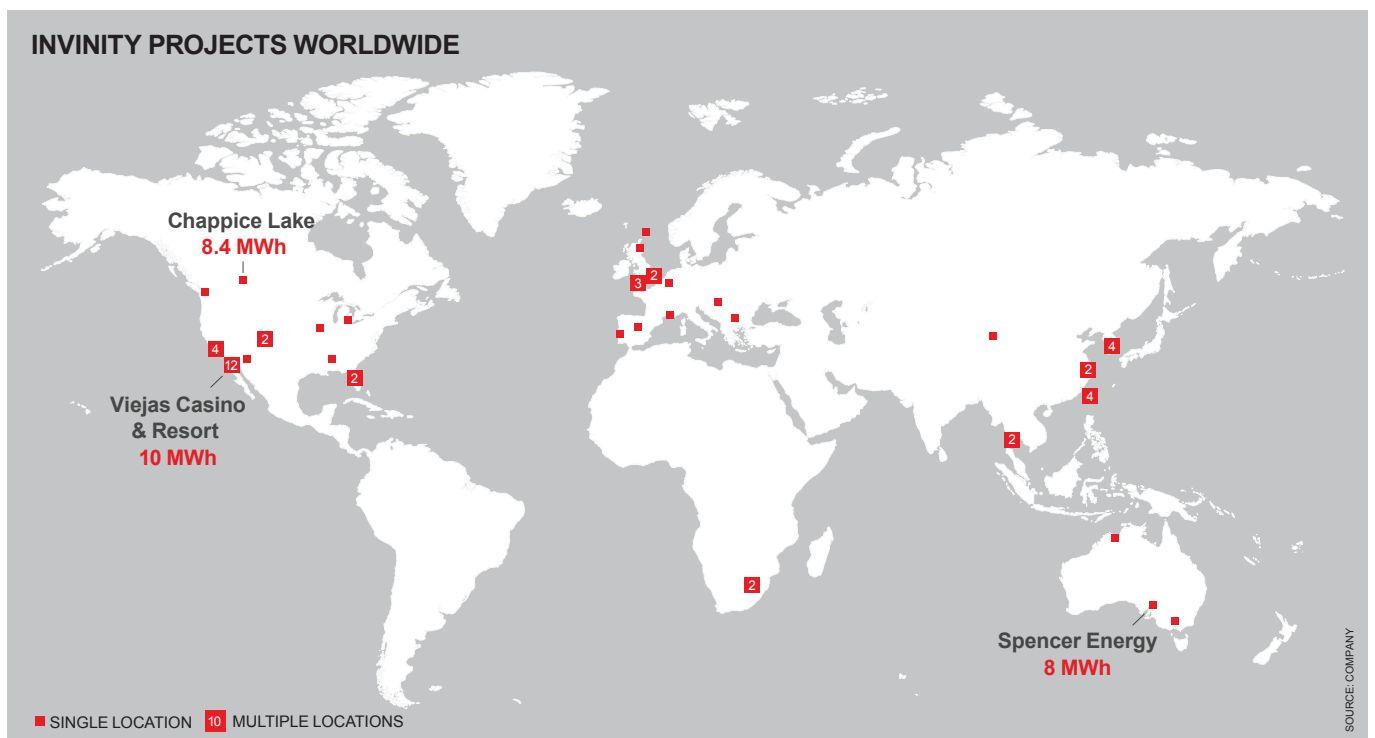 INVINITY PROJECTS WORLDWIDE
Chappice Lake
8.4 MWh
2
3
2
4
12
2
4
2
4
2
Viejas Casino
& Resort
10 MWh
2
Spencer Energy
8 MWh
SINGLE LOCATION
10 MULTIPLE LOCATIONS
SOURCE: COMPANY